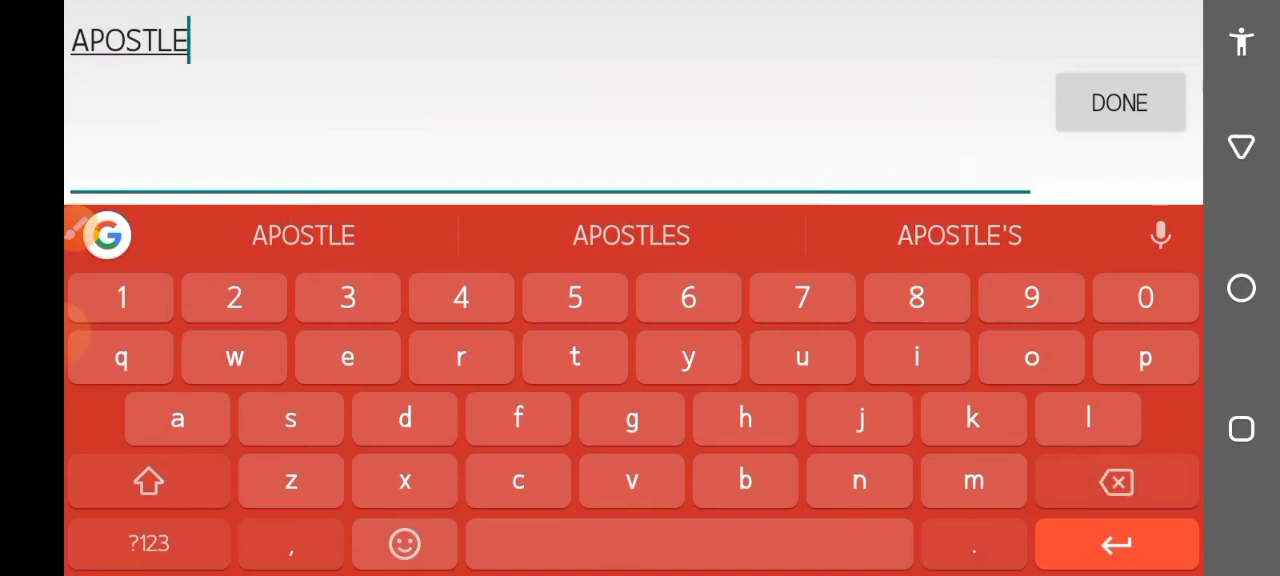 APOSTLE
DONE
APOSTLE APOSTLES APOSTLE'S
1 2 3 4 5 6 7 8 9 0
q w e r t y u i o p
a s d f g h j k l
z x c v b n m
?123 , .